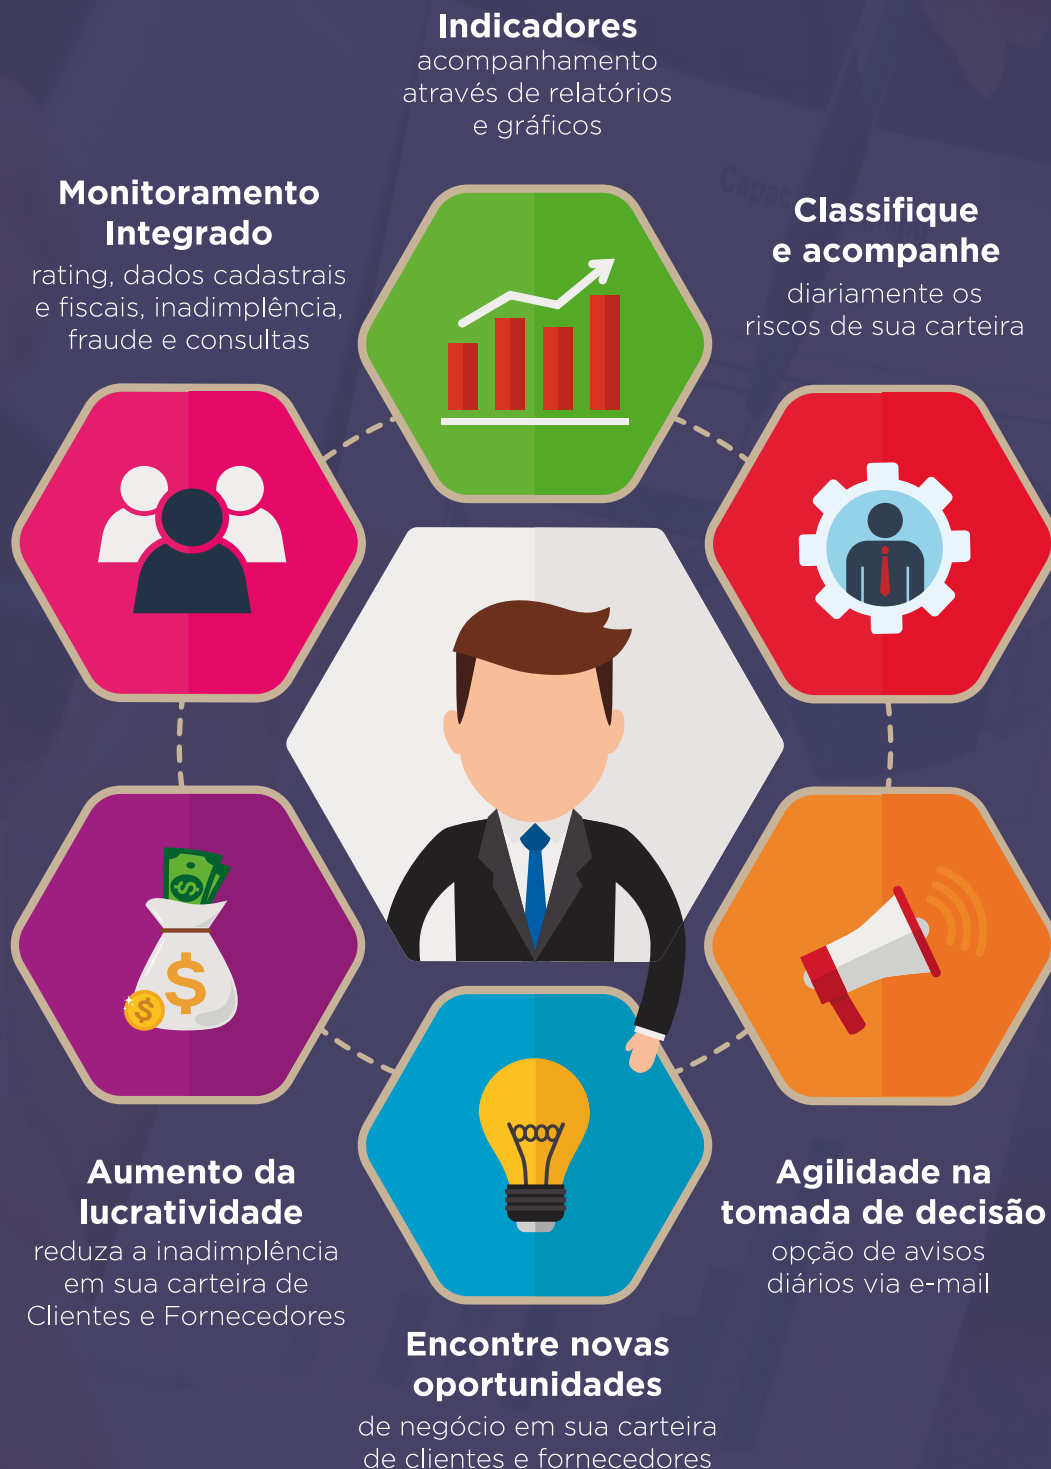 Indicadores
acompanhamento
através de relatórios
e gráficos
Monitoramento
Integrado
rating, dados cadastrais
e fiscais, inadimplência,
fraude e consultas
Classifique
e acompanhe
diariamente os
riscos de sua carteira
Aumento da
lucratividade
reduza a inadimplência
em sua carteira de
Clientes e Fornecedores
Agilidade na
tomada de decisão
opção de avisos
diários via e-mail
Encontre novas
oportunidades
de negócio em sua carteira
de clientes e fornecedores